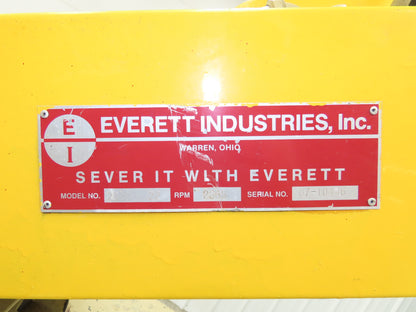 E
I
EVERETT INDUSTRIES, Inc.
WARREN, OHIO
SEVER IT WITH EVERETT
MODEL NO. RPM SERIAL NO.